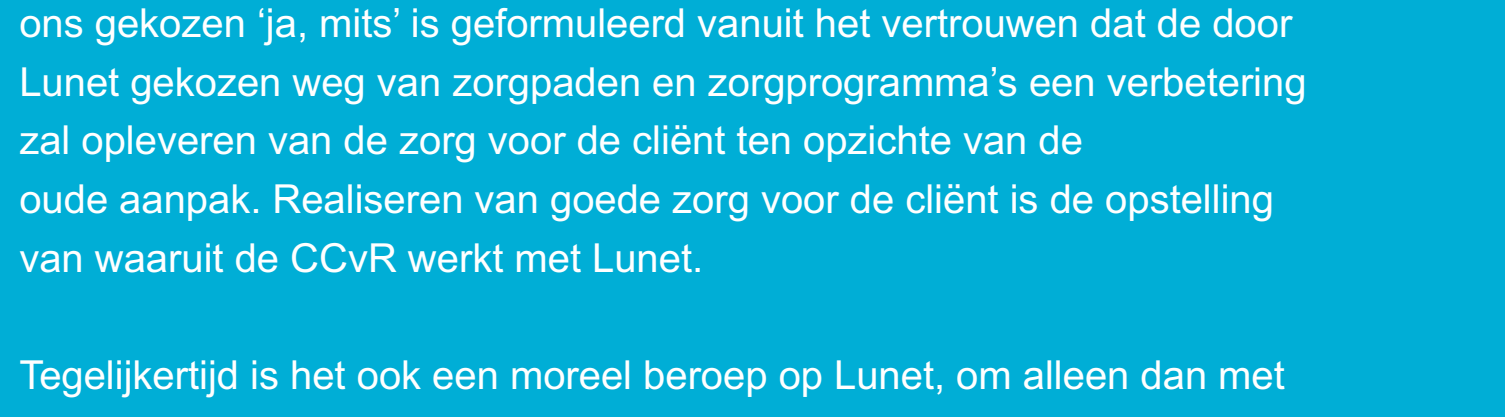 ons gekozen ‘ja, mits’ is geformuleerd vanuit het vertrouwen dat de door
Lunet gekozen weg van zorgpaden en zorgprogramma’s een verbetering
zal opleveren van de zorg voor de cliënt ten opzichte van de
oude aanpak. Realiseren van goede zorg voor de cliënt is de opstelling
van waaruit de CCvR werkt met Lunet.
Tegelijkertijd is het ook een moreel beroep op Lunet, om alleen dan met